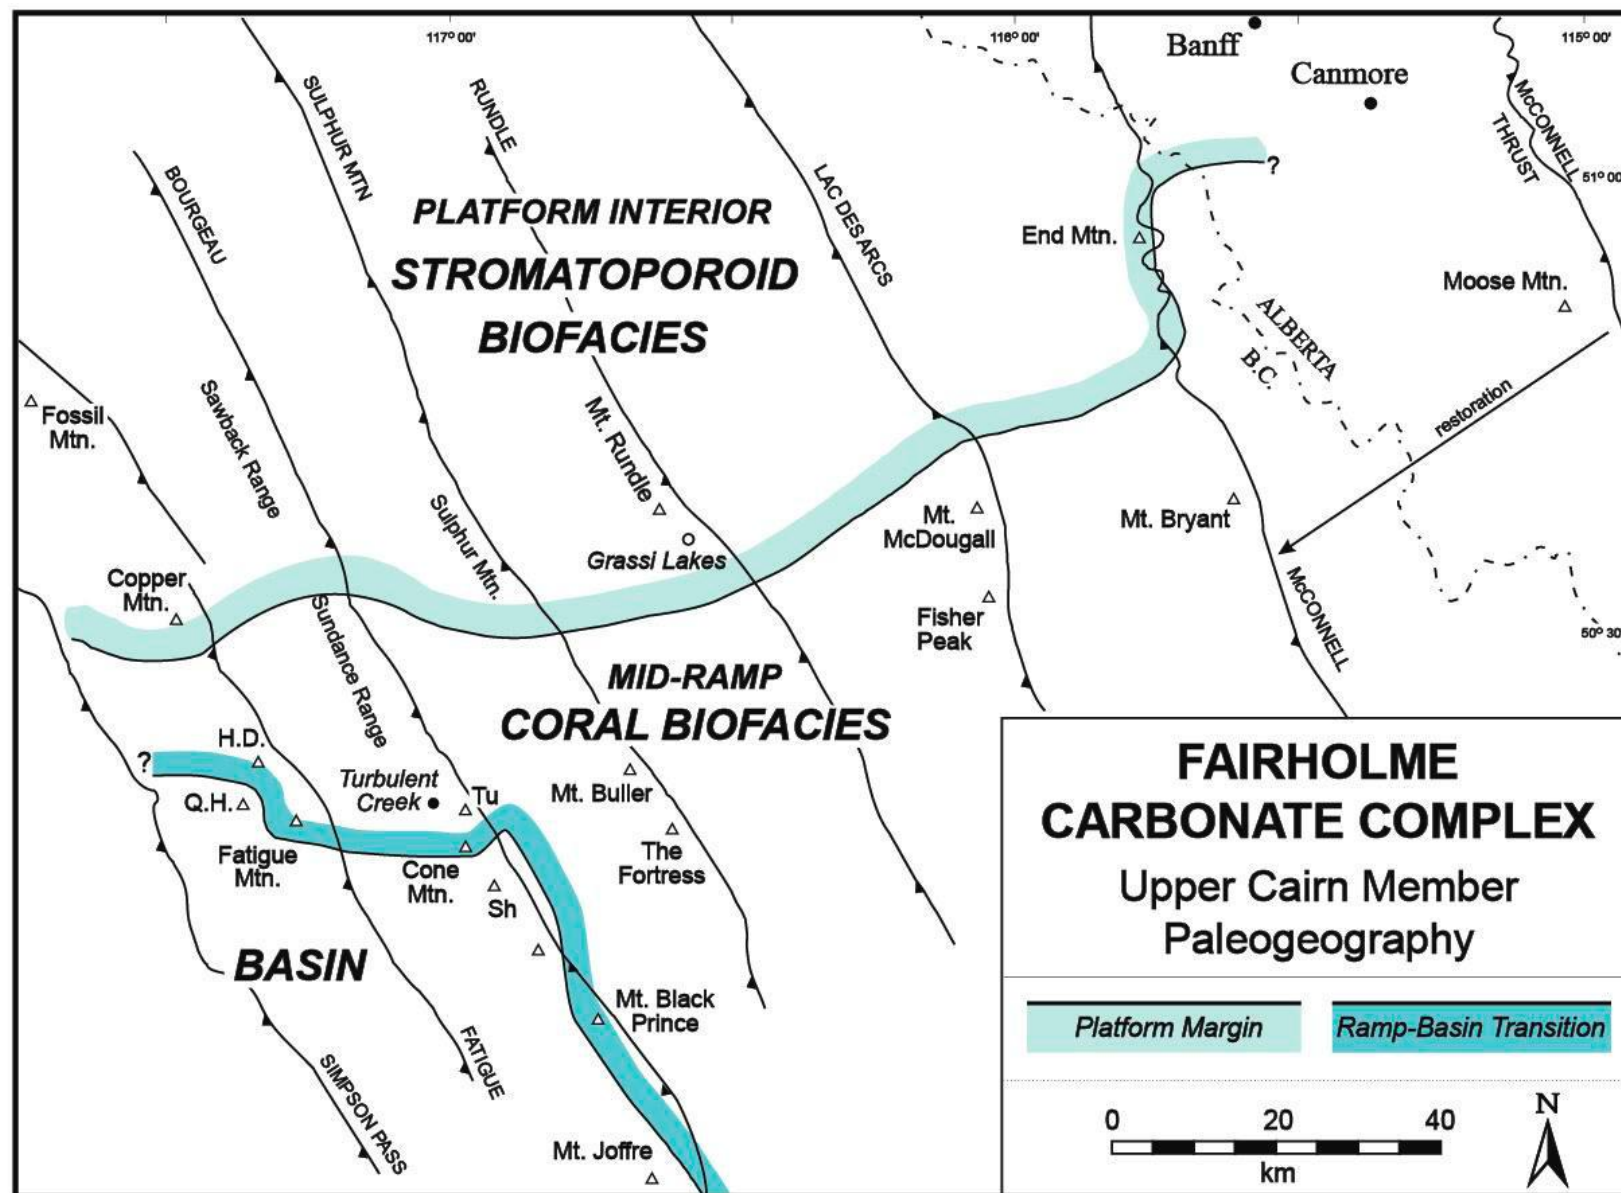 117° 00'
116° 00'
115° 00'
Banff
Canmore
SULPHUR MTN
RUNDLE
McCONNELL
THRUST
51° 00
BOURGEAU
LAC DES ARCS
PLATFORM INTERIOR
STROMATOPOROID
BIOFACIES
?
End Mtn.
Moose Mtn.
ALBERTA
B.C.
restoration
Fossil
Mtn.
Sawback Range
Mt. Rundle
Sulphur Mtn.
Grassi Lakes
Mt.
McDougall
Mt. Bryant
Copper
Mtn.
Sundance Range
Fisher
Peak
McCONNELL
50° 30
MID-RAMP
CORAL BIOFACIES
?
H.D.
Q.H.
Turbulent
Creek
Tu
Mt. Buller
Fatigue
Mtn.
Cone
Mtn.
The
Fortress
Sh
BASIN
Mt. Black
Prince
FATIGUE
SIMPSON PASS
Mt. Joffre
FAIRHOLME
CARBONATE COMPLEX
Upper Cairn Member
Paleogeography
Platform Margin
Ramp-Basin Transition
0 20 40
km
N